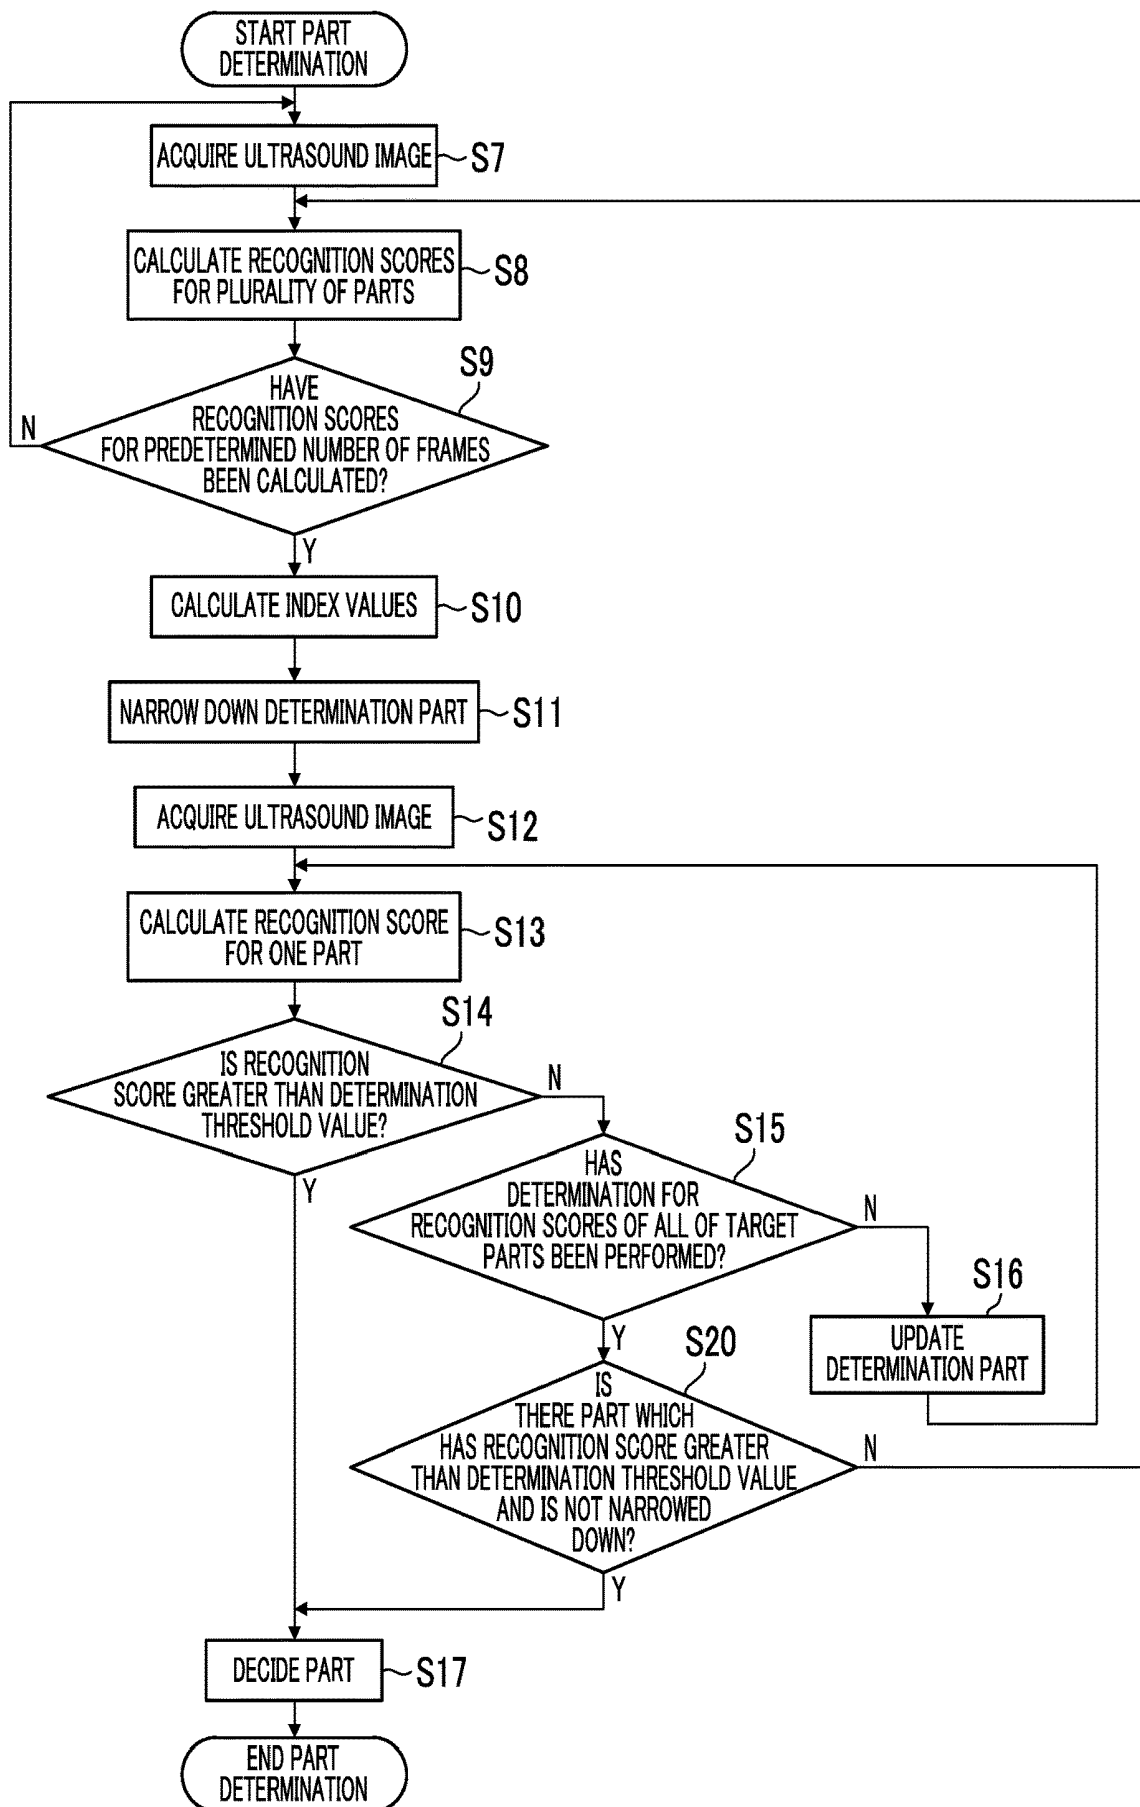 START PART
DETERMINATION
ACQUIRE ULTRASOUND IMAGE
S7
CALCULATE RECOGNITION SCORES
FOR PLURALITY OF PARTS
S8
S9
HAVE
RECOGNITION SCORES
FOR PREDETERMINED NUMBER OF FRAMES
BEEN CALCULATED?
N
Y
CALCULATE INDEX VALUES
S10
NARROW DOWN DETERMINATION PART
S11
ACQUIRE ULTRASOUND IMAGE
S12
CALCULATE RECOGNITION SCORE
FOR ONE PART
S13
S14
IS RECOGNITION
SCORE GREATER THAN DETERMINATION
THRESHOLD VALUE?
N
Y
S15
HAS
DETERMINATION FOR
RECOGNITION SCORES OF ALL OF TARGET
PARTS BEEN PERFORMED?
N
Y
S16
UPDATE
DETERMINATION PART
S20
IS
THERE PART WHICH
HAS RECOGNITION SCORE GREATER
THAN DETERMINATION THRESHOLD VALUE
AND IS NOT NARROWED
DOWN?
N
Y
DECIDE PART
S17
END PART
DETERMINATION